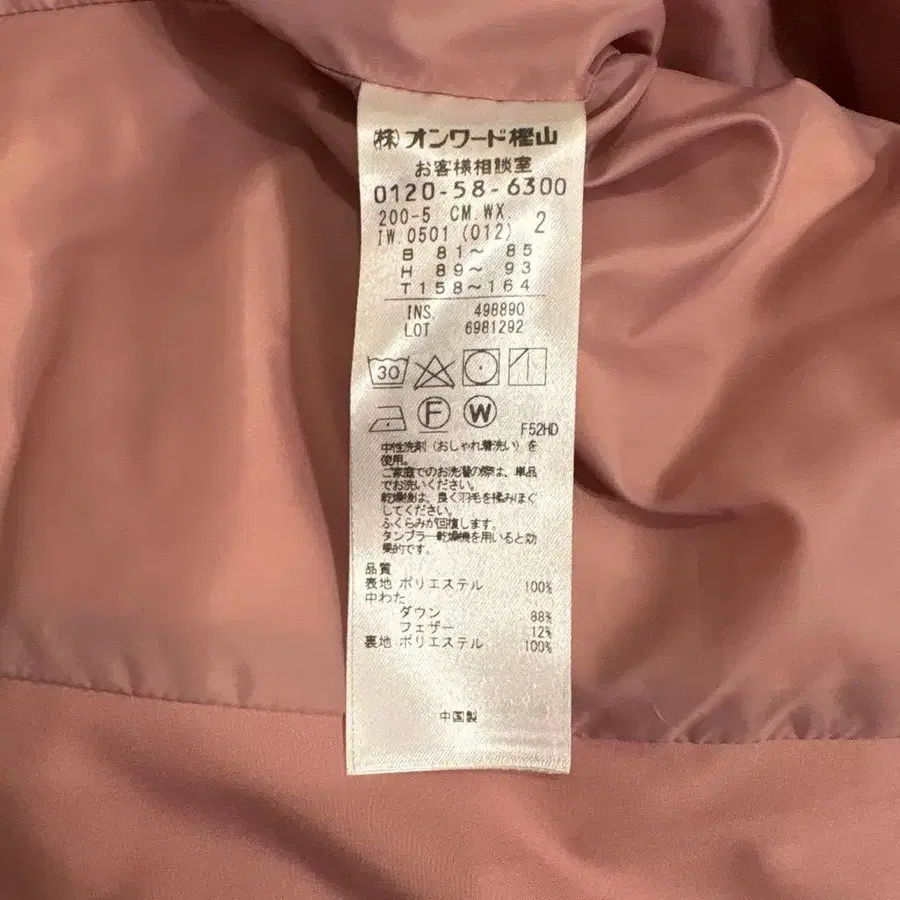 (株)オンワード樫山
お客様相談室
0120-58-6300
200-5 CM.WX.
IW.0501 (012) 2
B 81〜 85
H 89〜 93
T158〜164
INS. 498890
LOT 6981292
30
F W F52HD
中性洗剤（おしゃれ着洗い）を
使用。
ご家庭でのお洗濯の際は、単品
でお洗いください。
乾燥後は、良く羽毛を揉みほぐ
してください。
ふくらみが回復します。
タンブラー乾燥機を用いると効
果的です。
品質
表地 ポリエステル 100%
中わた
ダウン 88%
フェザー 12%
裏地 ポリエステル 100%
中国製